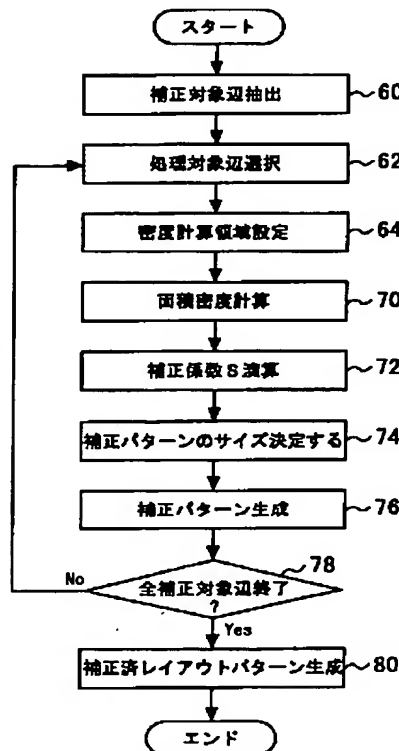 スタート
補正対象辺抽出 60
処理対象辺選択 62
密度計算領域設定 64
面積密度計算 70
補正係数S演算 72
補正パターンのサイズ決定する 74
補正パターン生成 76
78
No 全補正対象辺終了
?
Yes
補正済レイアウトパターン生成 80
エンド